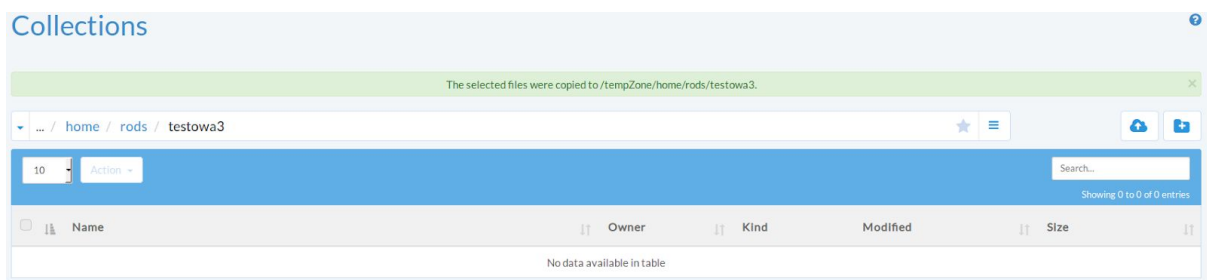 Collections
The selected files were copied to /tempZone/home/rods/testowa3.
... / home / rods / testowa3
10 Action Search...
Showing 0 to 0 of 0 entries
Name Owner Kind Modified Size
No data available in table